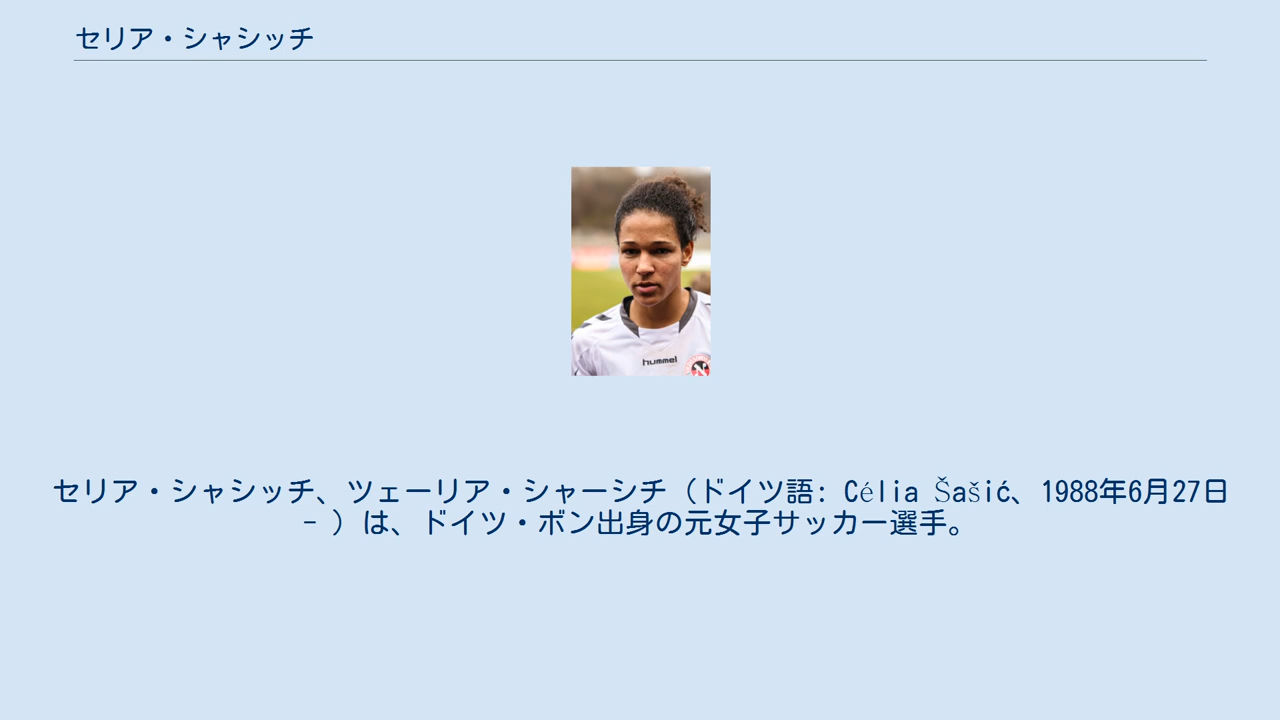 セリア・シャシッチ
hummel
N
セリア・シャシッチ、ツェーリア・シャーシチ（ドイツ語: Célia Šašić、1988年6月27日
- ）は、ドイツ・ボン出身の元女子サッカー選手。